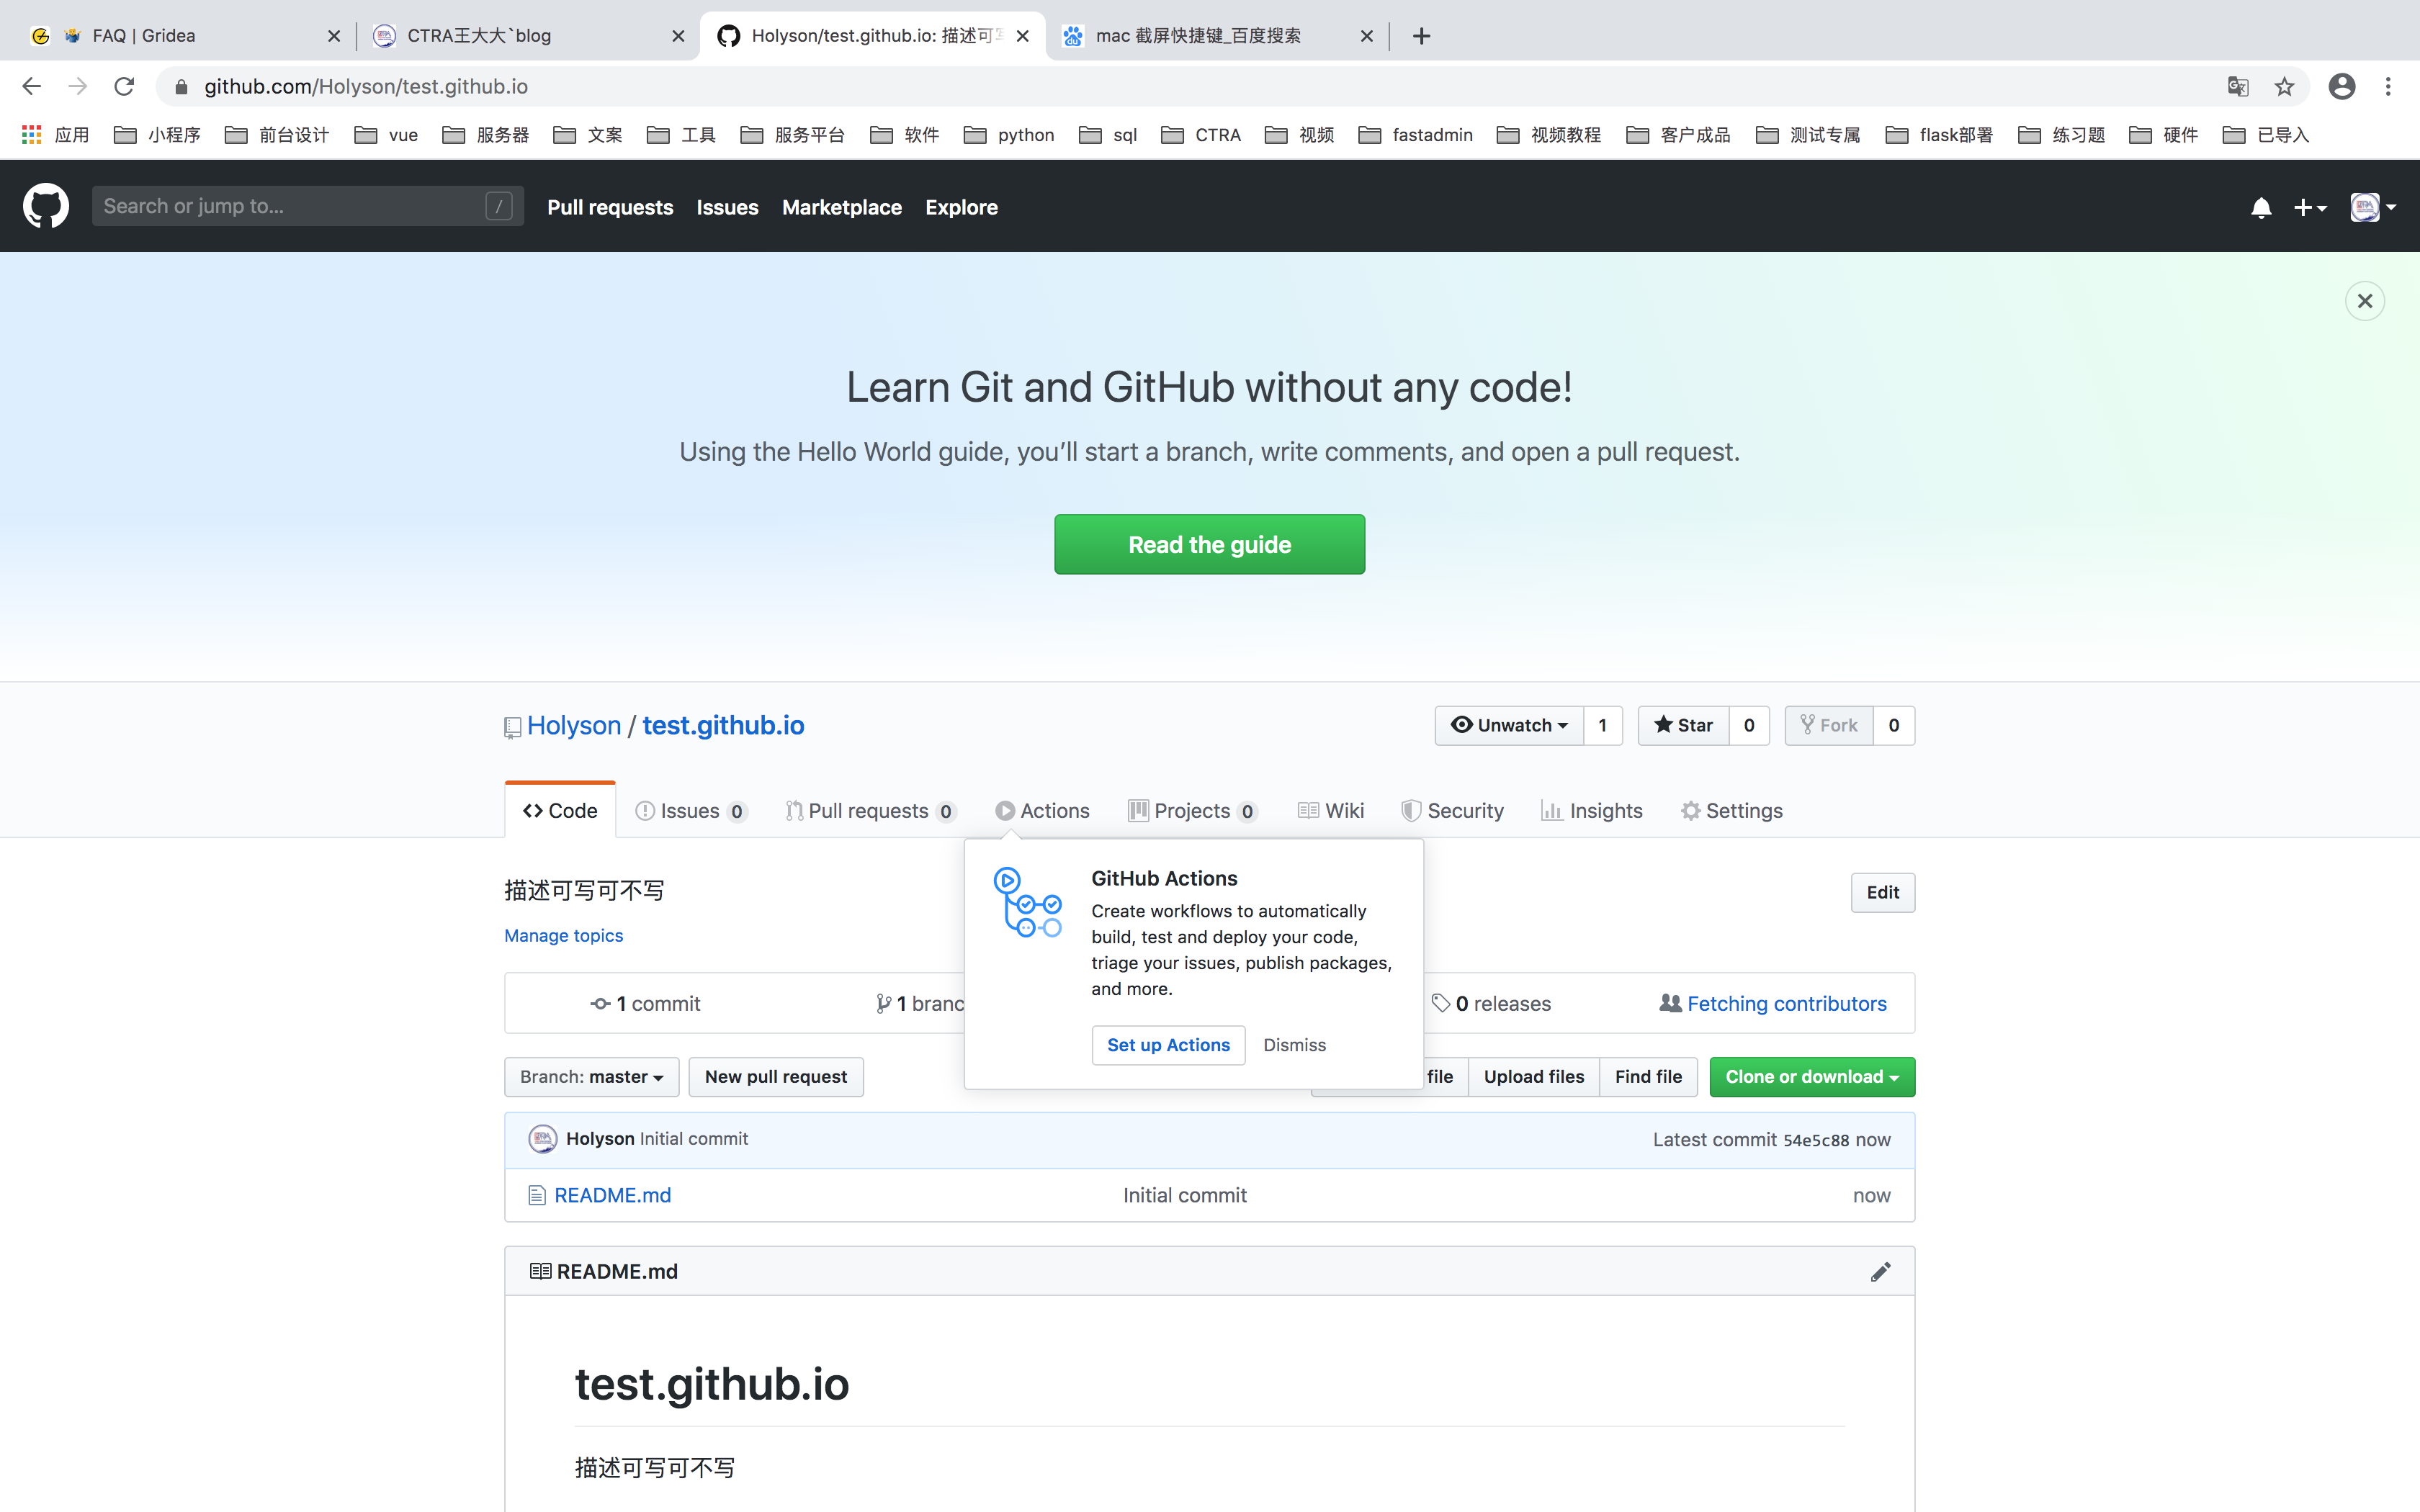 FAQ | Gridea
CTRA王大大`blog
Holyson/test.github.io: 描述可
mac 截屏快捷键_百度搜索
github.com/Holyson/test.github.io
应用 小程序 前台设计 vue 服务器 文案 工具 服务平台 软件 python sql CTRA 视频 fastadmin 视频教程 客户成品 测试专属 flask部署 练习题 硬件 已导入
Search or jump to... / Pull requests Issues Marketplace Explore
Learn Git and GitHub without any code!
Using the Hello World guide, you’ll start a branch, write comments, and open a pull request.
Read the guide
Holyson / test.github.io Unwatch 1 Star 0 Fork 0
Code Issues 0 Pull requests 0 Actions Projects 0 Wiki Security Insights Settings
描述可写可不写 Edit
Manage topics
GitHub Actions
Create workflows to automatically
build, test and deploy your code,
triage your issues, publish packages,
and more.
Set up Actions Dismiss
1 commit 1 branc 0 releases Fetching contributors
Branch: master New pull request file Upload files Find file Clone or download
Holyson Initial commit Latest commit 54e5c88 now
README.md Initial commit now
README.md
test.github.io
描述可写可不写